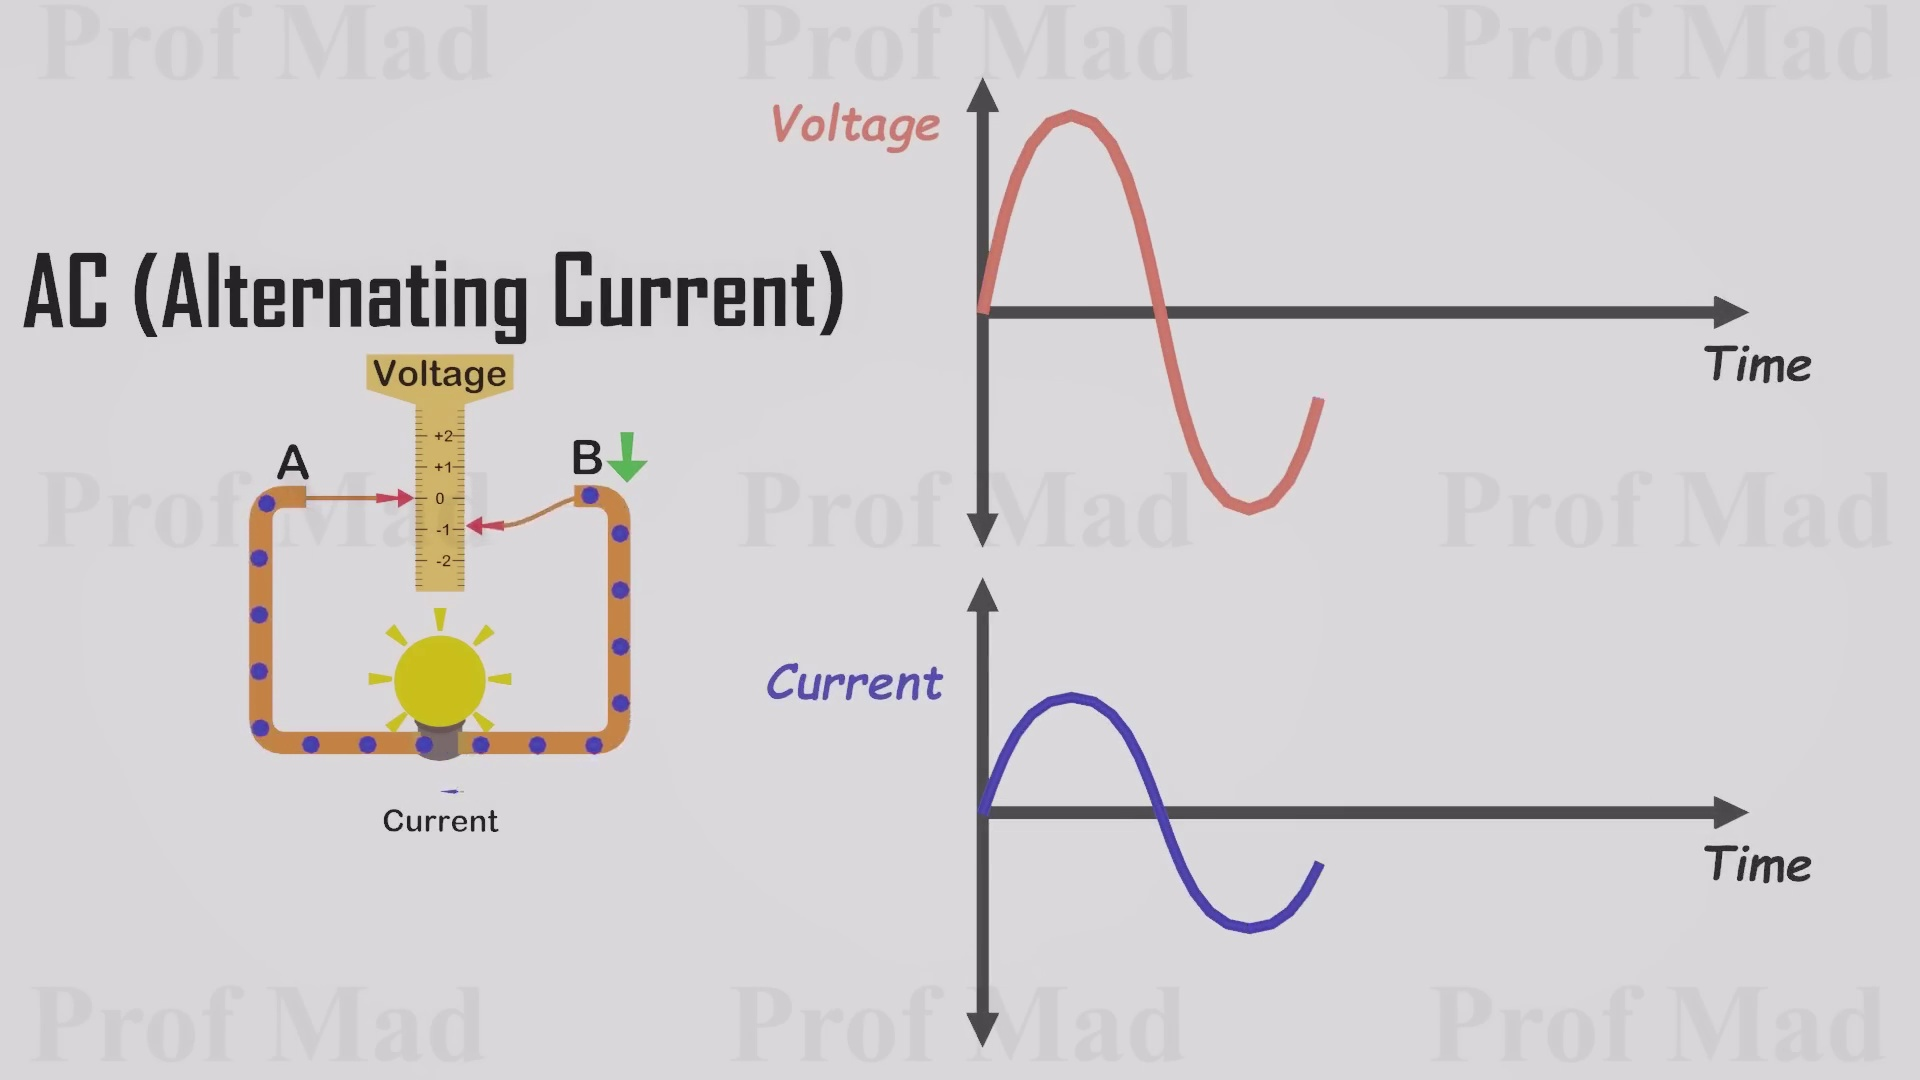 Prof Mad Prof Mad Prof Mad
Voltage
AC (Alternating Current)
Voltage
Time
+2
A
B
+1
0
-1
-2
Prof Mad Prof Mad Prof Mad
Current
Current
Time
Prof Mad Prof Mad Prof Mad